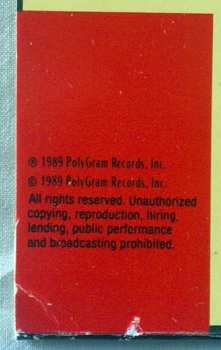 ℗ 1989 PolyGram Records, Inc.
© 1989 PolyGram Records, Inc.
All rights reserved. Unauthorized
copying, reproduction, hiring,
lending, public performance
and broadcasting prohibited.